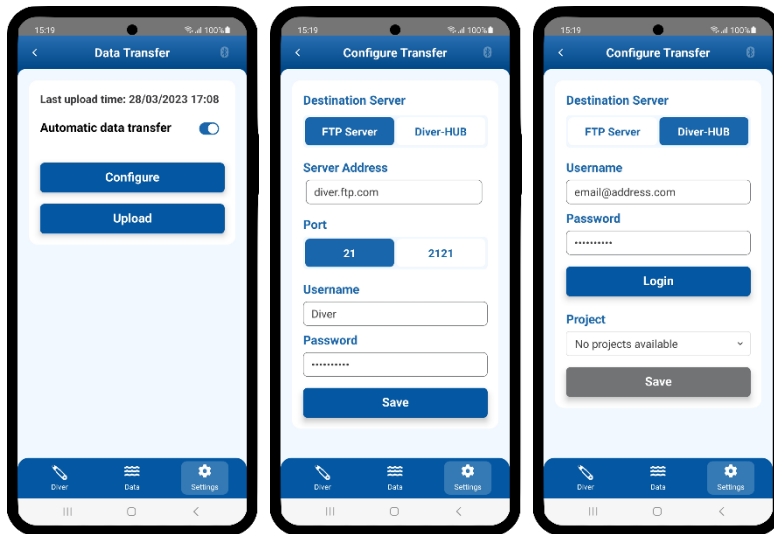 15:19
100%
Data Transfer
Last upload time: 28/03/2023 17:08
Automatic data transfer
Configure
Upload
Diver
Data
Settings
15:19
100%
Configure Transfer
Destination Server
FTP Server
Diver-HUB
Server Address
diver.ftp.com
Port
21
2121
Username
Diver
Password
••••••••••
Save
Diver
Data
Settings
15:19
100%
Configure Transfer
Destination Server
FTP Server
Diver-HUB
Username
email@address.com
Password
••••••••••
Login
Project
No projects available
Save
Diver
Data
Settings